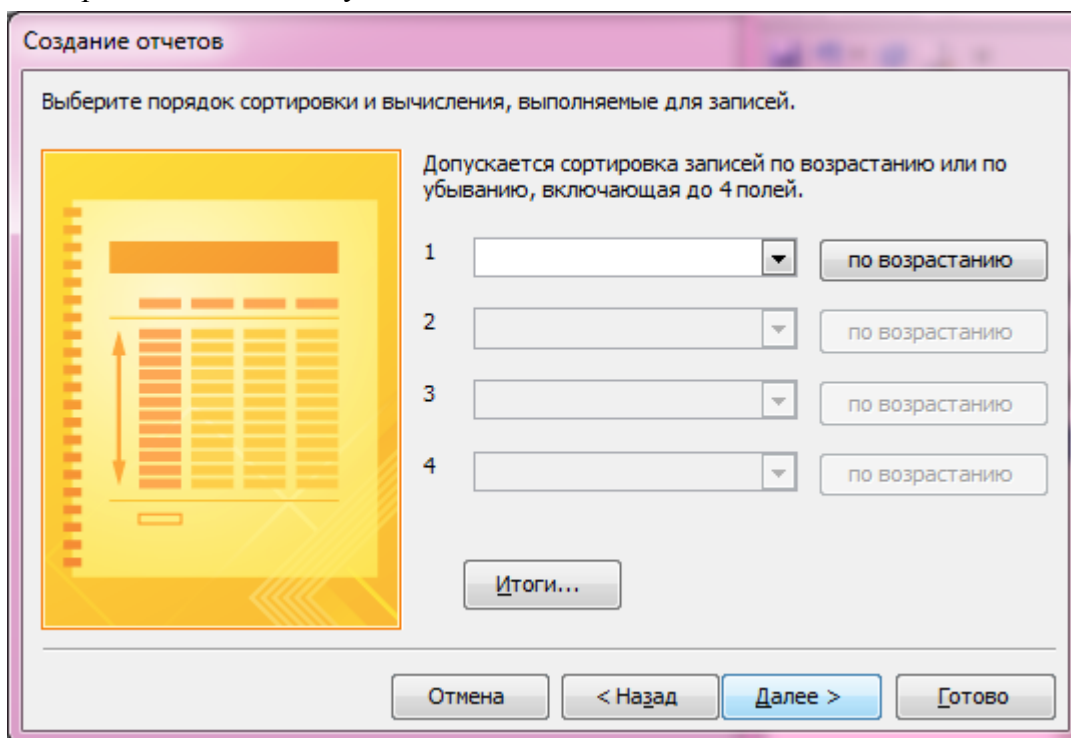 Создание отчетов
Выберите порядок сортировки и вычисления, выполняемые для записей.
Допускается сортировка записей по возрастанию или по
убыванию, включающая до 4 полей.
1 по возрастанию
2 по возрастанию
3 по возрастанию
4 по возрастанию
Итоги...
Отмена < Назад Далее > Готово